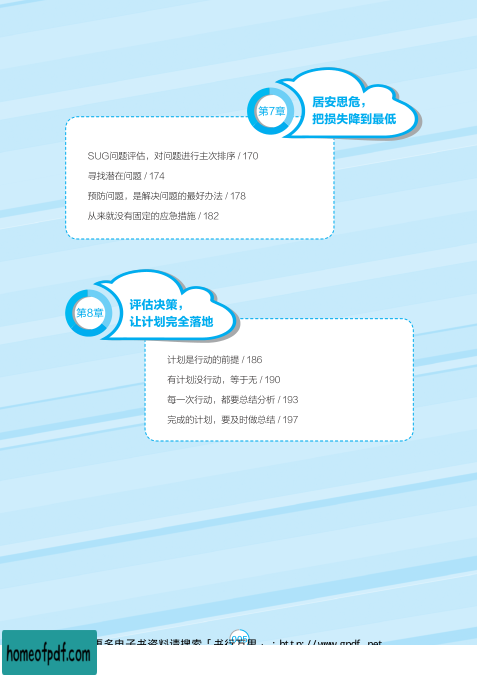 第7章
居安思危，
把损失降到最低
SUG问题评估，对问题进行主次排序 / 170
寻找潜在问题 / 174
预防问题，是解决问题的最好办法 / 178
从来就没有固定的应急措施 / 182
第8章
评估决策，
让计划完全落地
计划是行动的前提 / 186
有计划没行动，等于无 / 190
每一次行动，都要总结分析 / 193
完成的计划，要及时做总结 / 197
更多电子书资料请搜索「书行万里」：http://www.gpdf.net
homeofpdf.com